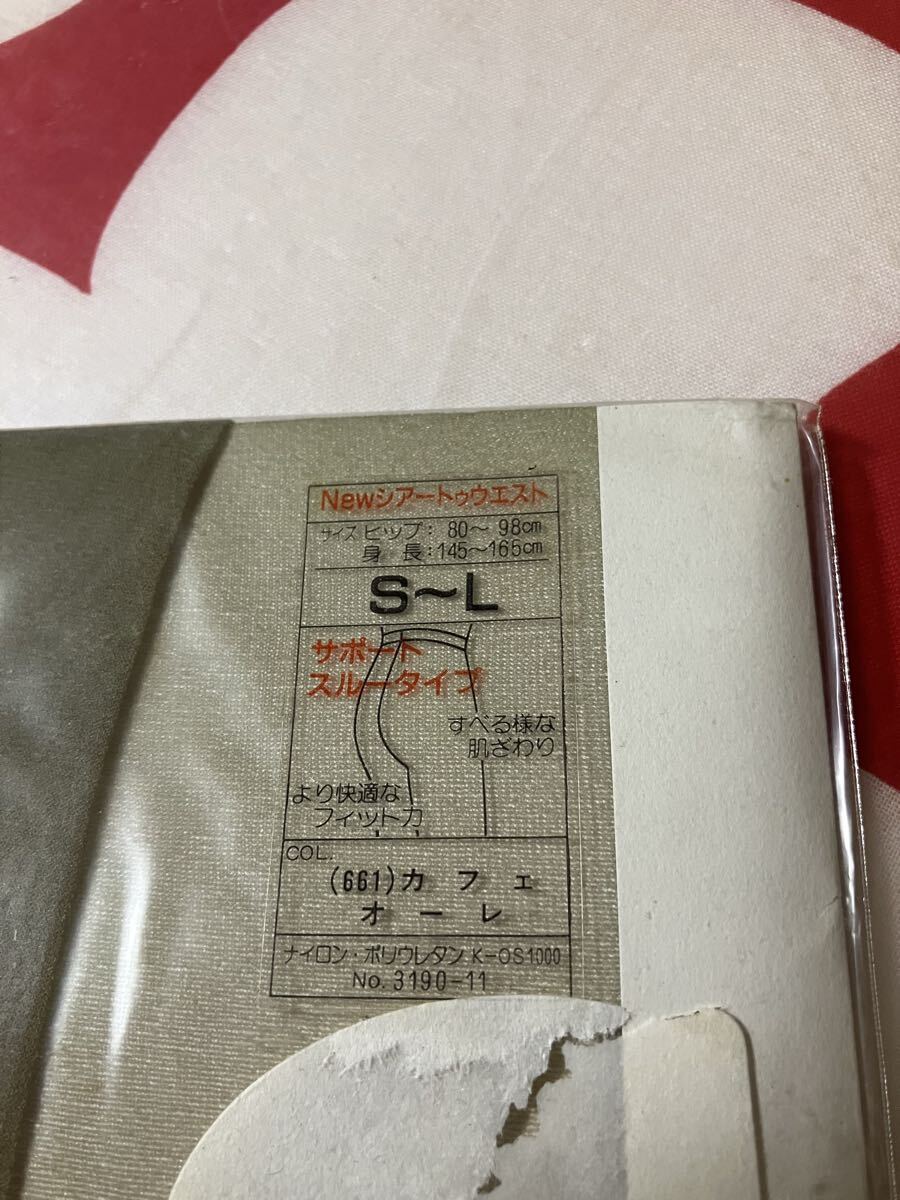 Newシアートゥウエスト
サイズ ヒップ: 80〜98cm
身長:145〜165cm
S〜L
サポート
スルータイプ
すべる様な
肌ざわり
より快適な
フィット力
COL.
(661)カフェ
オーレ
ナイロン・ポリウレタン K-OS1000
No. 3190-11